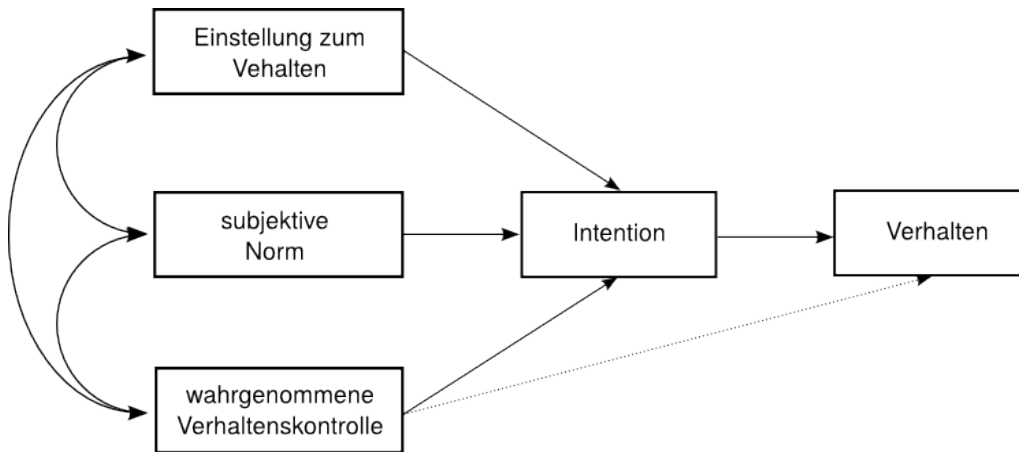 Einstellung zum
Vehalten
subjektive
Norm
Intention
Verhalten
wahrgenommene
Verhaltenskontrolle